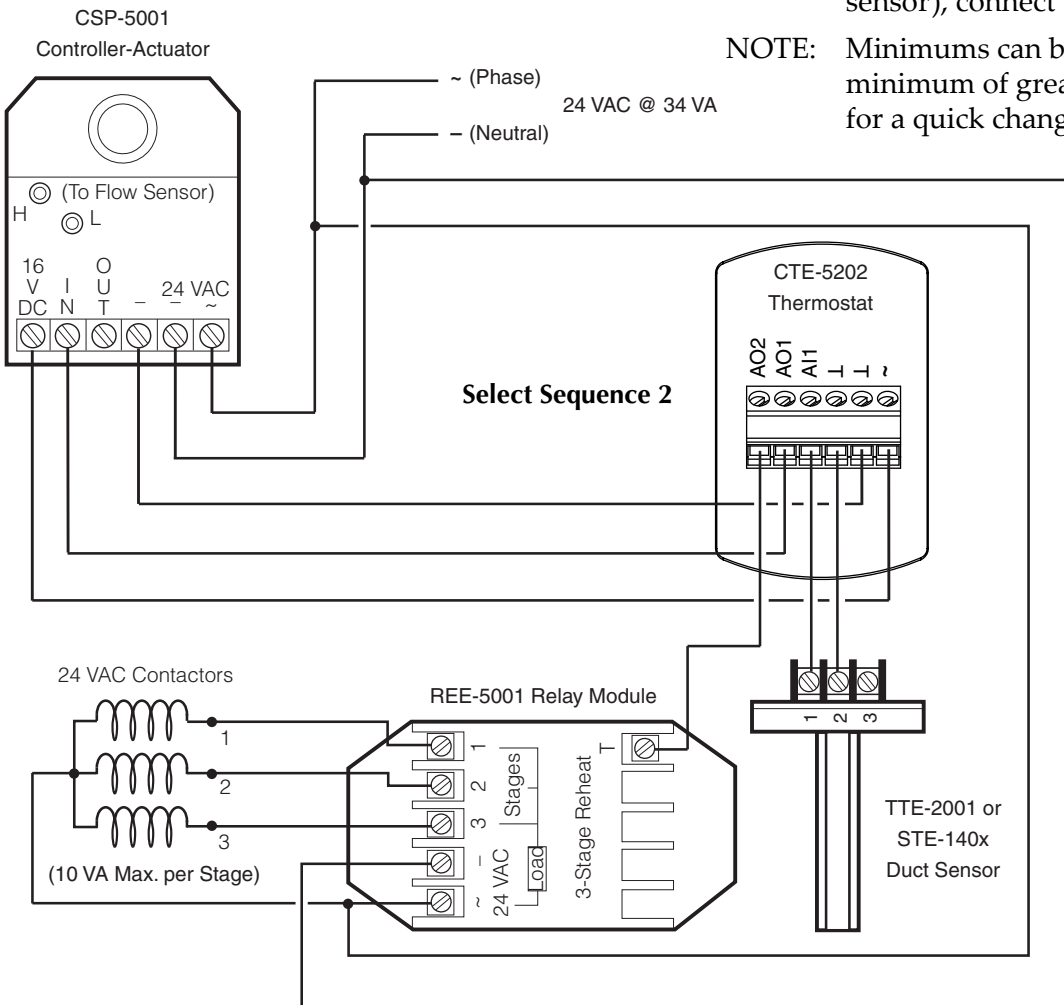 CSP-5001
Controller-Actuator
sensor), connect
NOTE: Minimums can b
minimum of grea
for a quick chang
~ (Phase)
24 VAC @ 34 VA
– (Neutral)
(To Flow Sensor)
H
L
16 V DC
IN
OUT
–
24 VAC
–
~
CTE-5202
Thermostat
AO2
AO1
AI1
⊥
⊥
~
Select Sequence 2
24 VAC Contactors
1
2
3
(10 VA Max. per Stage)
REE-5001 Relay Module
1
2
3
–
~
Stages
24 VAC
Load
3-Stage Reheat
T
1
2
3
TTE-2001 or
STE-140x
Duct Sensor